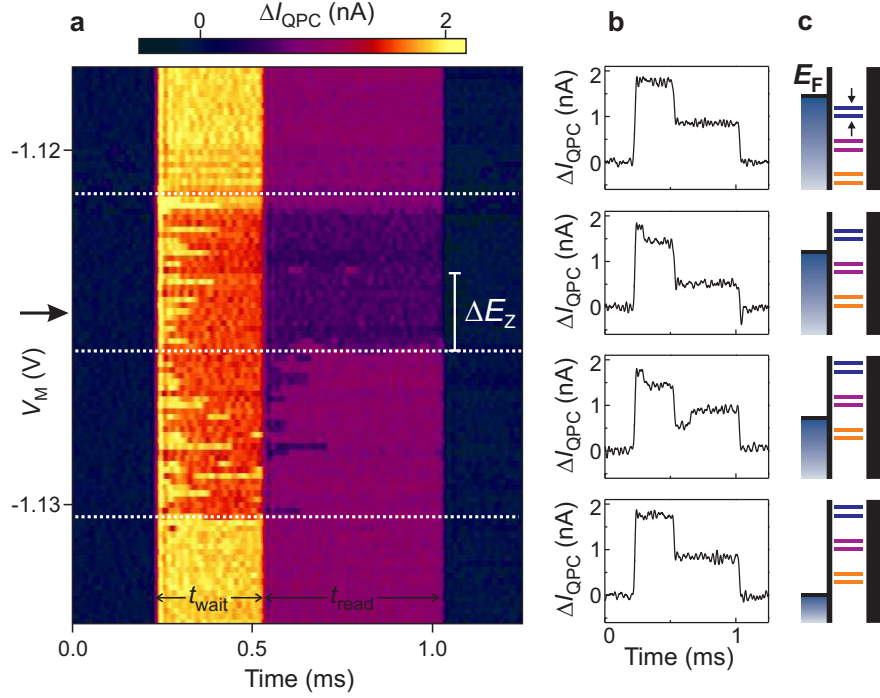 a
ΔI_QPC (nA)
0 2
-1.12
-1.13
V_M (V)
ΔE_Z
t_wait t_read
0.0 0.5 1.0
Time (ms)
b
ΔI_QPC (nA)
2
1
0
ΔI_QPC (nA)
2
1
0
ΔI_QPC (nA)
2
1
0
ΔI_QPC (nA)
2
1
0
0 1
Time (ms)
c
E_F